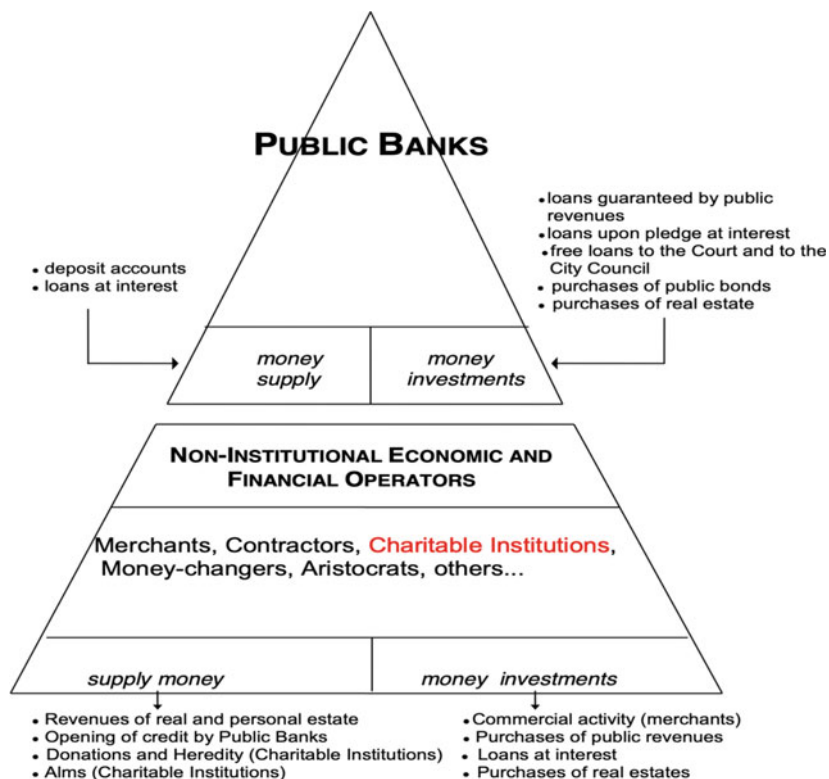 PUBLIC BANKS
• deposit accounts
• loans at interest
• loans guaranteed by public
revenues
• loans upon pledge at interest
• free loans to the Court and to the
City Council
• purchases of public bonds
• purchases of real estate
money
supply
money
investments
NON-INSTITUTIONAL ECONOMIC AND
FINANCIAL OPERATORS
Merchants, Contractors, Charitable Institutions,
Money-changers, Aristocrats, others...
supply money
money investments
• Revenues of real and personal estate
• Opening of credit by Public Banks
• Donations and Heredity (Charitable Institutions)
• Alms (Charitable Institutions)
• Commercial activity (merchants)
• Purchases of public revenues
• Loans at interest
• Purchases of real estates